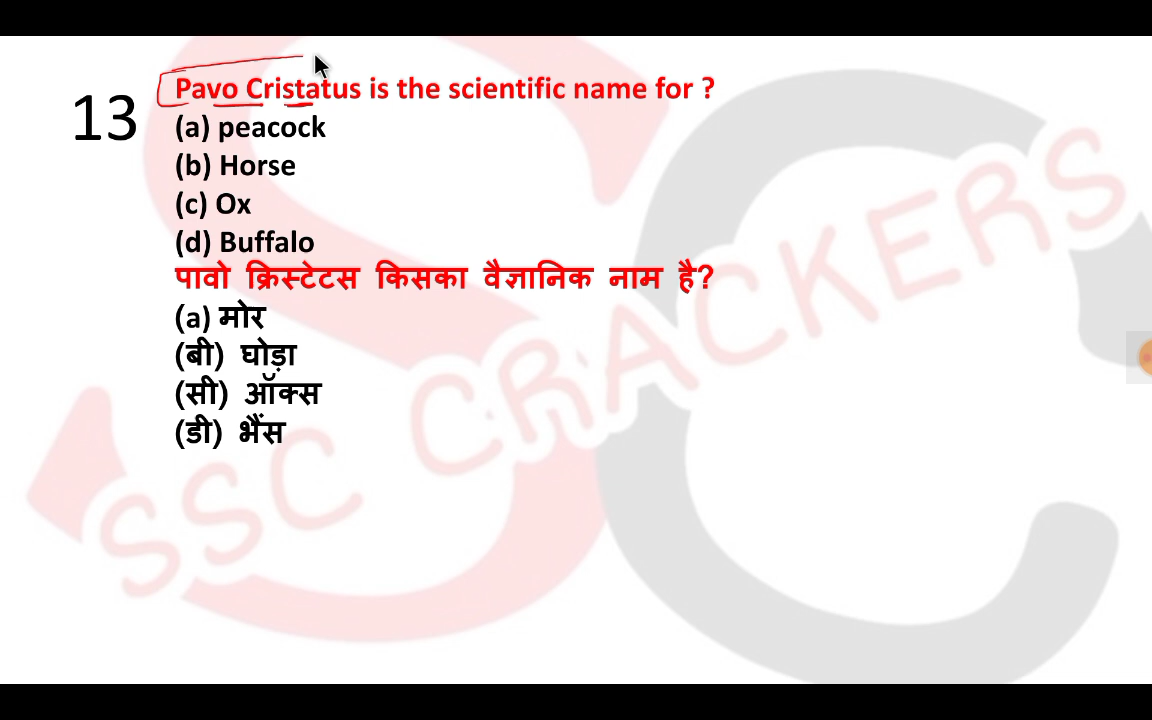 13
Pavo Cristatus is the scientific name for ?
(a) peacock
(b) Horse
(c) Ox
(d) Buffalo
पावो क्रिस्टेटस किसका वैज्ञानिक नाम है?
(a) मोर
(बी) घोड़ा
(सी) ऑक्स
(डी) भैंस
SSC CRACKERS